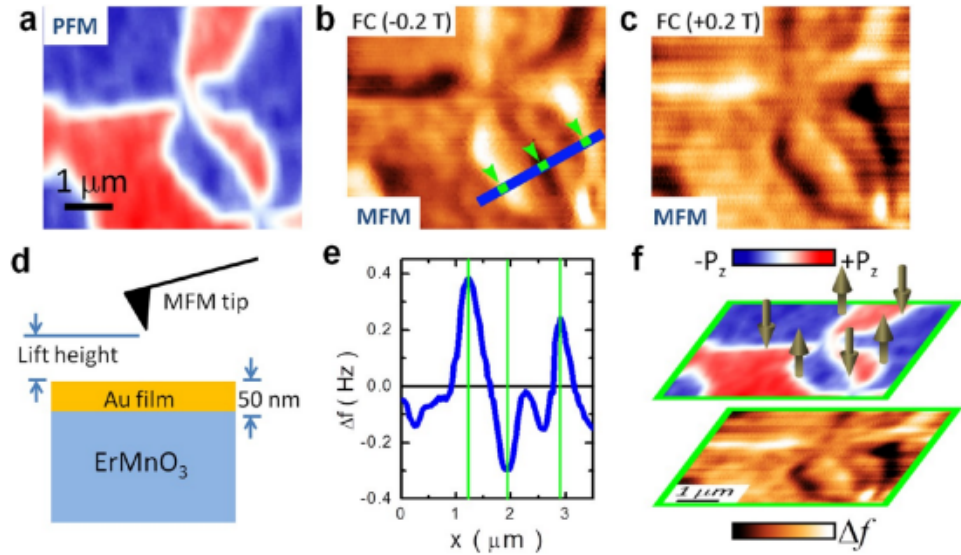 a
PFM
1 μm
b
FC (-0.2 T)
MFM
c
FC (+0.2 T)
MFM
d
MFM tip
Lift height
Au film
50 nm
ErMnO3
e
0.4
0.2
0.0
-0.2
-0.4
Δf ( Hz )
0
1
2
3
x ( μm )
f
-Pz
+Pz
1 μm
Δf